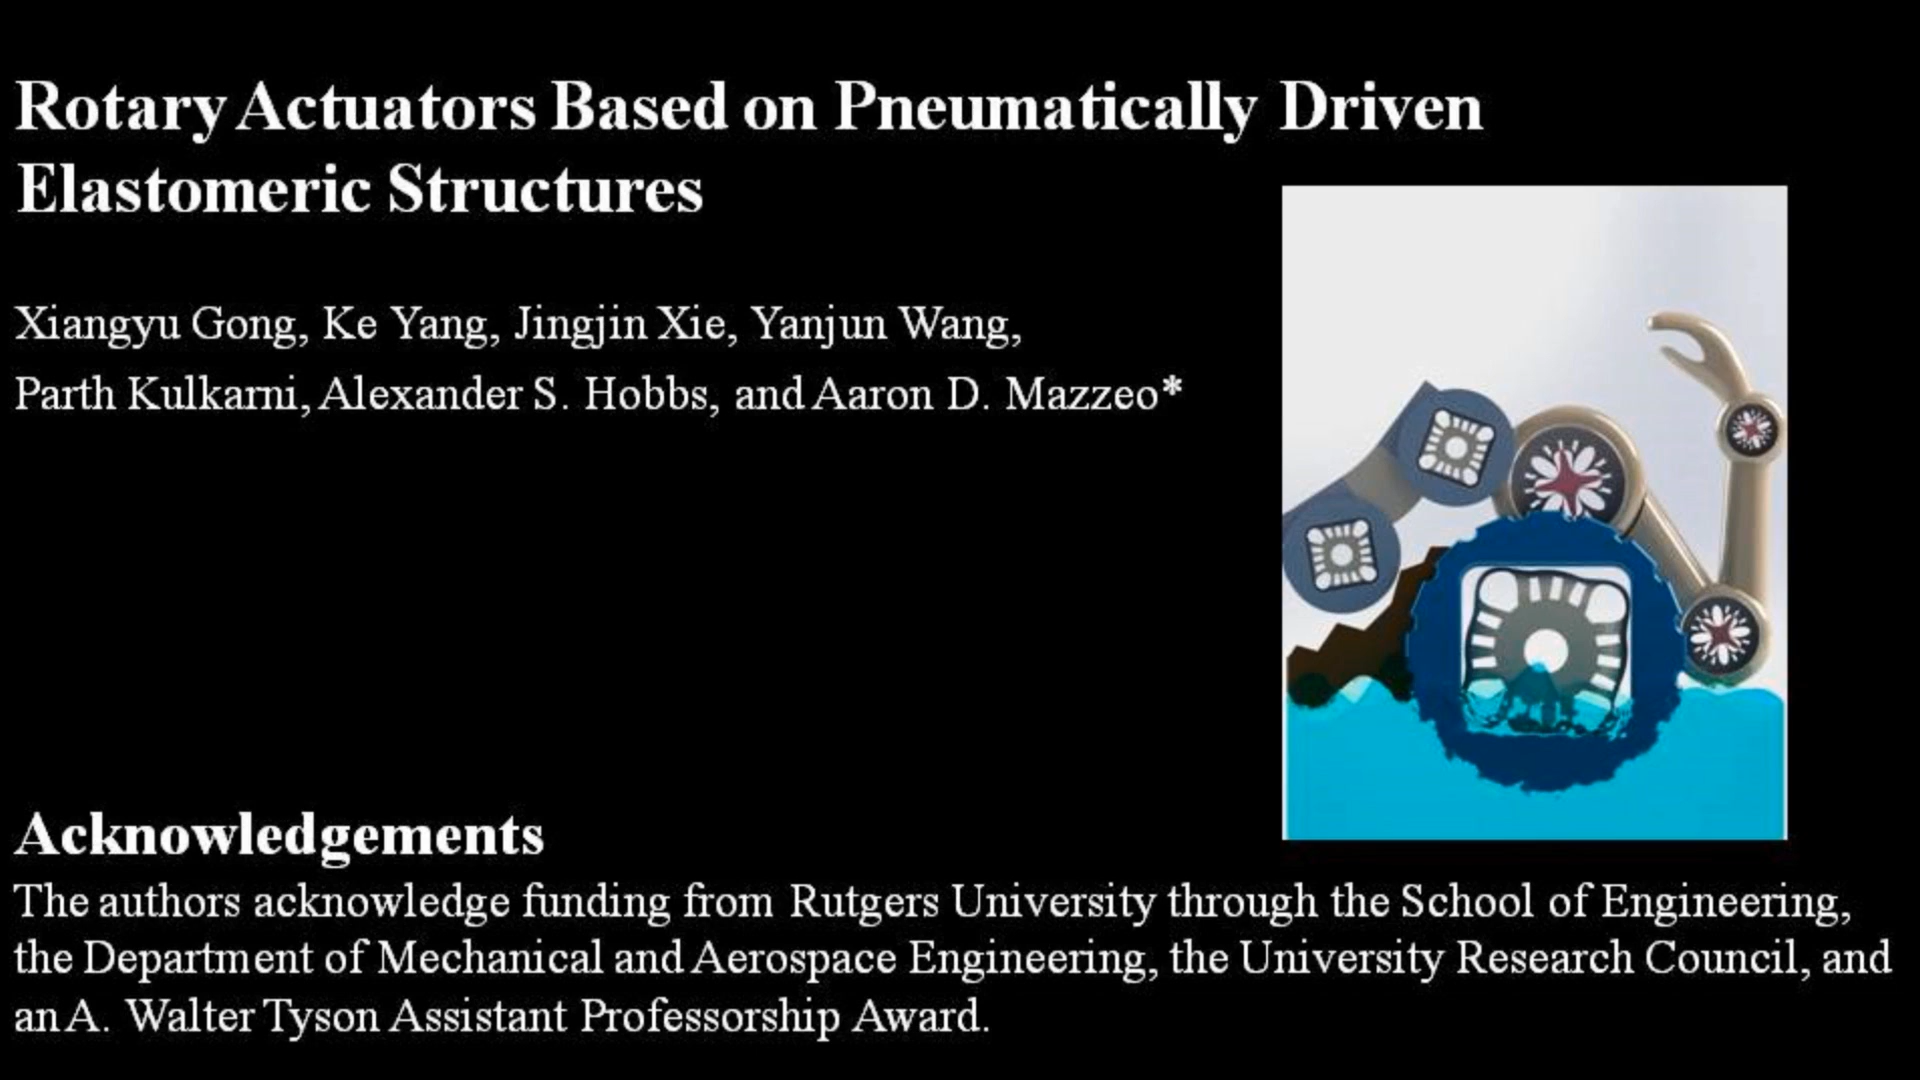 Rotary Actuators Based on Pneumatically Driven
Elastomeric Structures
Xiangyu Gong, Ke Yang, Jingjin Xie, Yanjun Wang,
Parth Kulkarni, Alexander S. Hobbs, and Aaron D. Mazzeo*
Acknowledgements
The authors acknowledge funding from Rutgers University through the School of Engineering,
the Department of Mechanical and Aerospace Engineering, the University Research Council, and
an A. Walter Tyson Assistant Professorship Award.